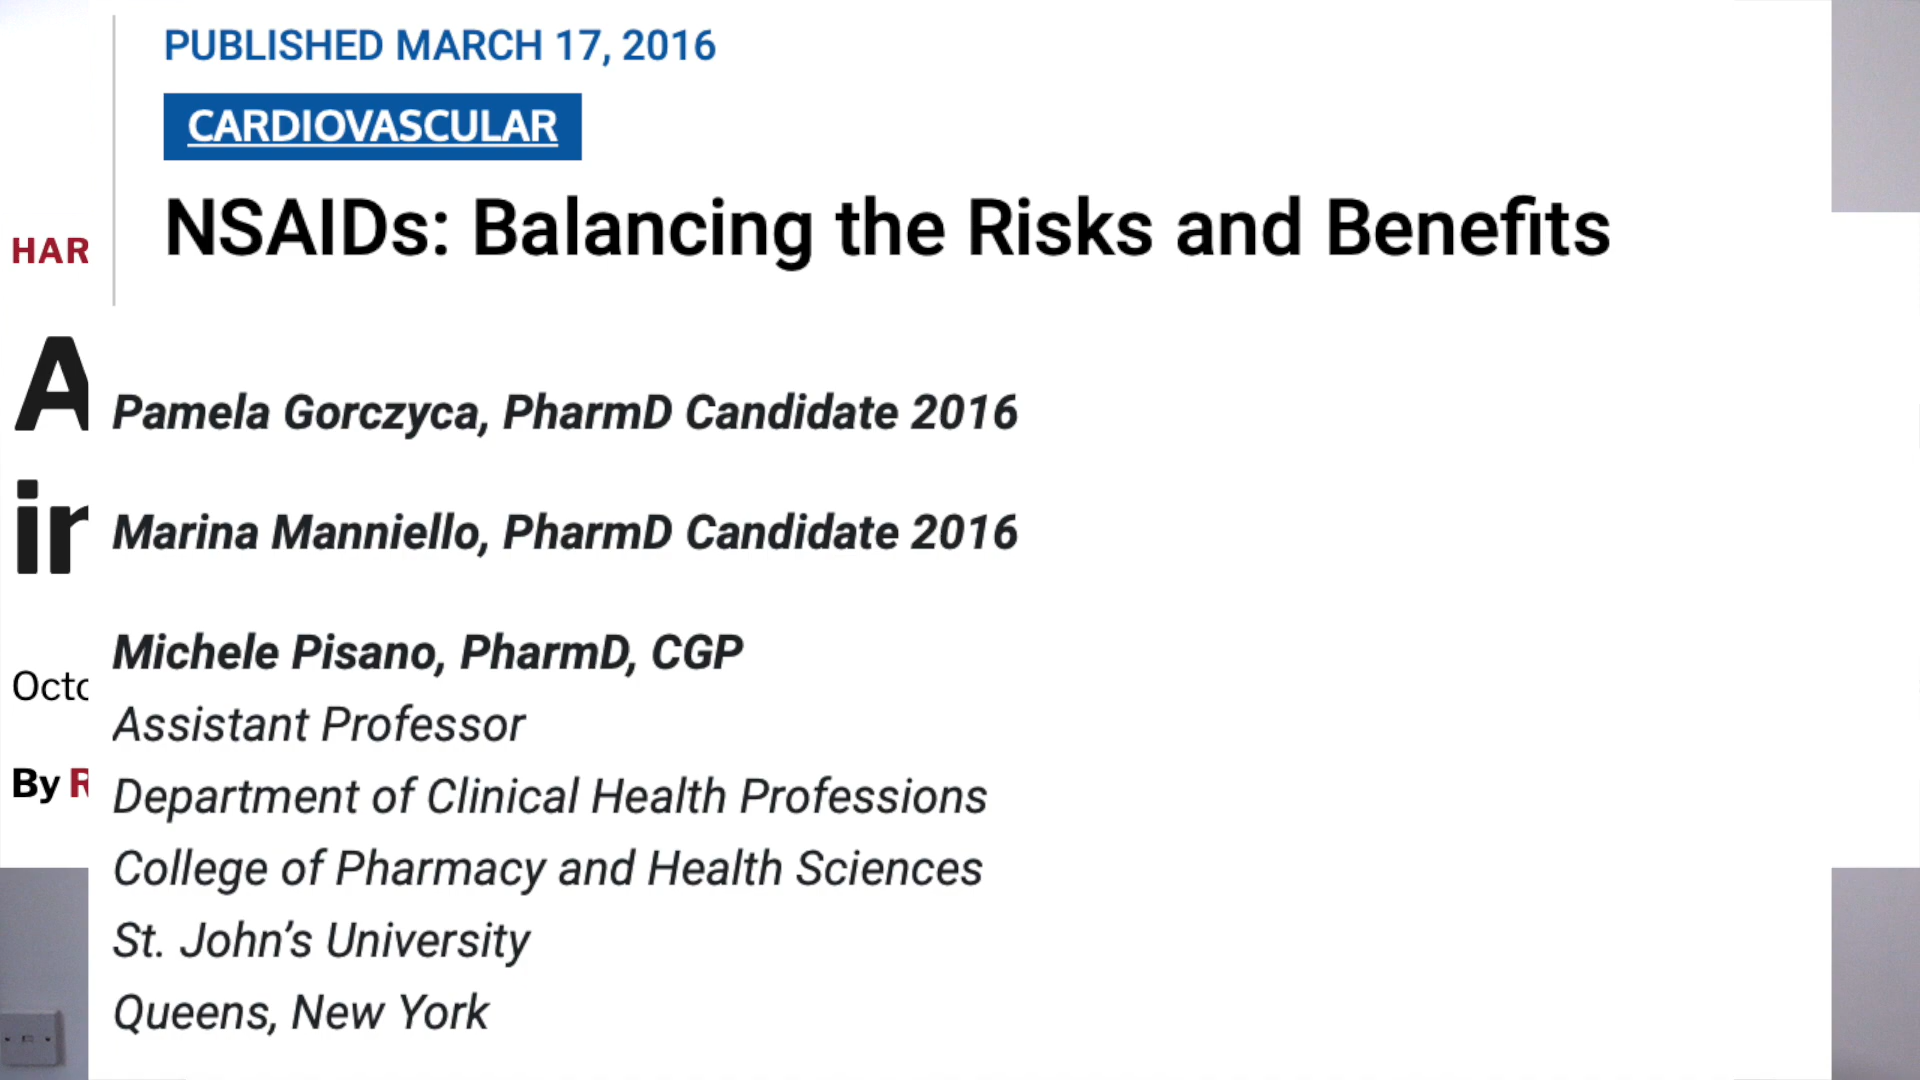 PUBLISHED MARCH 17, 2016
CARDIOVASCULAR
NSAIDs: Balancing the Risks and Benefits
HAR
A
in
Pamela Gorczyca, PharmD Candidate 2016
Marina Manniello, PharmD Candidate 2016
Michele Pisano, PharmD, CGP
Octo
Assistant Professor
By R
Department of Clinical Health Professions
College of Pharmacy and Health Sciences
St. John’s University
Queens, New York